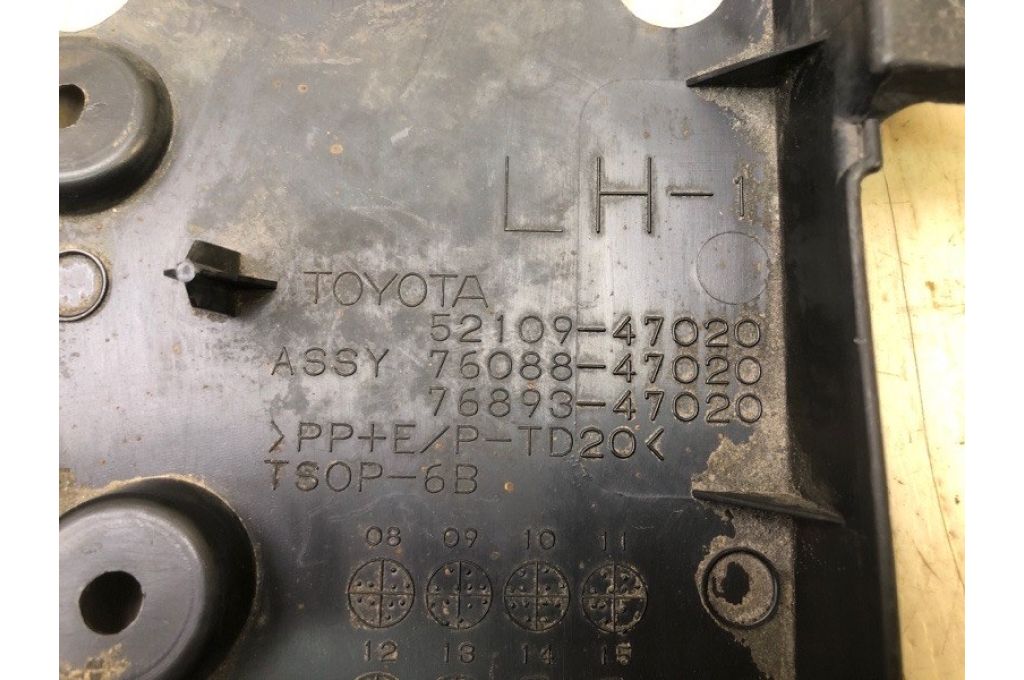 LH-1
TOYOTA
52109-47020
ASSY 76088-47020
76893-47020
>PP+E/P-TD20<
TSOP-6B
08 09 10 11
12 13 14 15